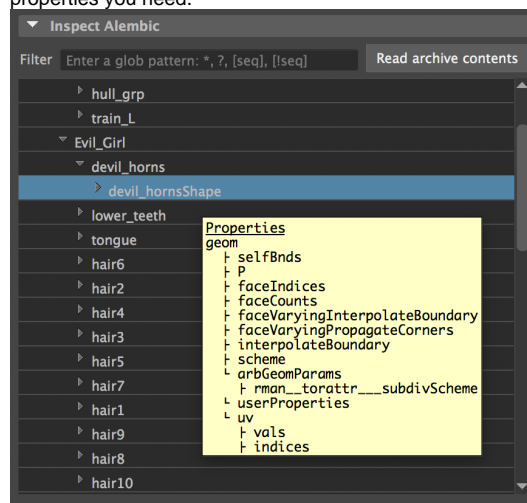 properties you need.
Inspect Alembic
Filter Enter a glob pattern: *, ?, [seq], [!seq] Read archive contents
hull_grp
train_L
Evil_Girl
devil_horns
devil_hornsShape
lower_teeth
tongue
hair6
hair2
hair4
hair3
hair5
hair7
hair1
hair9
hair8
hair10
Properties
geom
├ selfBnds
├ P
├ faceIndices
├ faceCounts
├ faceVaryingInterpolateBoundary
├ faceVaryingPropagateCorners
├ interpolateBoundary
├ scheme
└ arbGeomParams
├ rman__torattr___subdivScheme
└ userProperties
└ uv
├ vals
├ indices